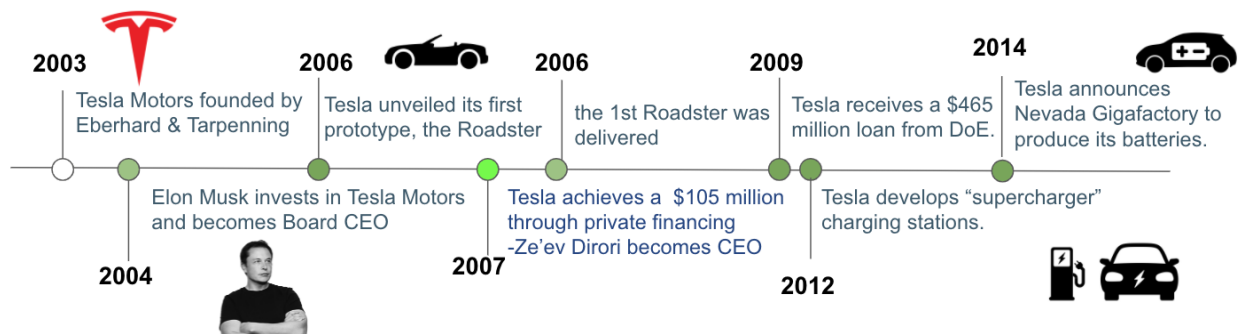 2003
Tesla Motors founded by
Eberhard & Tarpenning
2004
Elon Musk invests in Tesla Motors
and becomes Board CEO
2006
Tesla unveiled its first
prototype, the Roadster
2007
Tesla achieves a $105 million
through private financing
-Ze’ev Dirori becomes CEO
2006
the 1st Roadster was
delivered
2009
Tesla receives a $465
million loan from DoE.
2012
Tesla develops “supercharger”
charging stations.
2014
Tesla announces
Nevada Gigafactory to
produce its batteries.